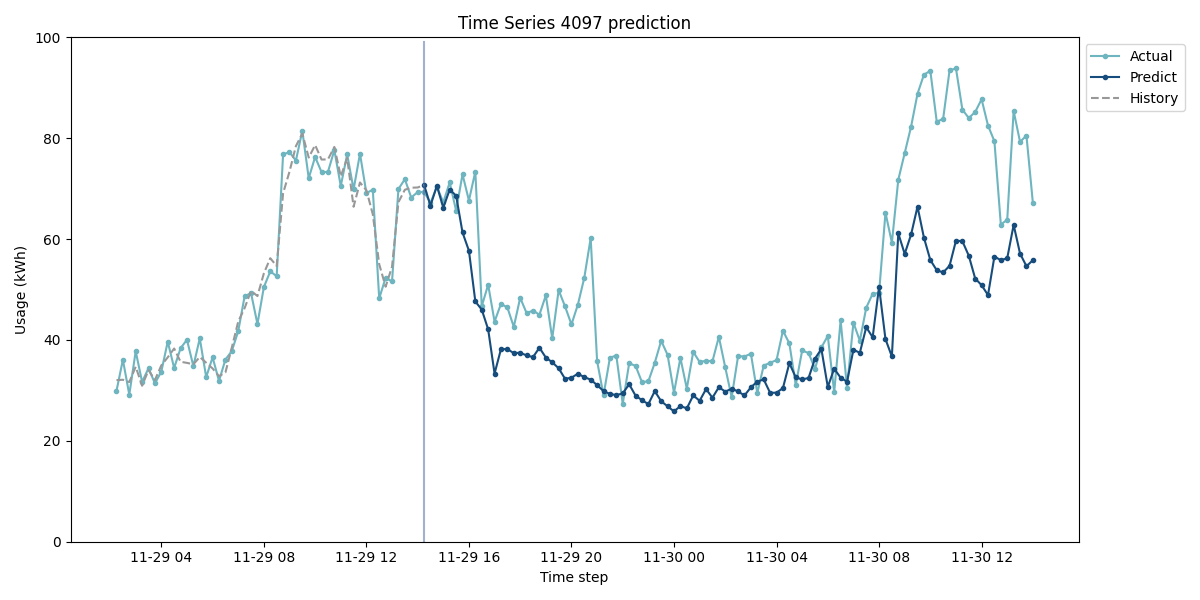 Time Series 4097 prediction
100
80
60
40
20
0
Usage (kWh)
11-29 04
11-29 08
11-29 12
11-29 16
11-29 20
11-30 00
11-30 04
11-30 08
11-30 12
Time step
Actual
Predict
History